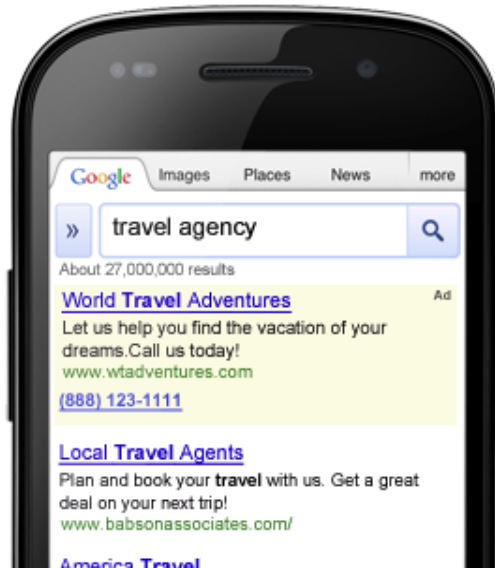 Google Images Places News more
» travel agency
About 27,000,000 results
World Travel Adventures Ad
Let us help you find the vacation of your
dreams.Call us today!
www.wtadventures.com
(888) 123-1111
Local Travel Agents
Plan and book your travel with us. Get a great
deal on your next trip!
www.babsonassociates.com/
America Travel